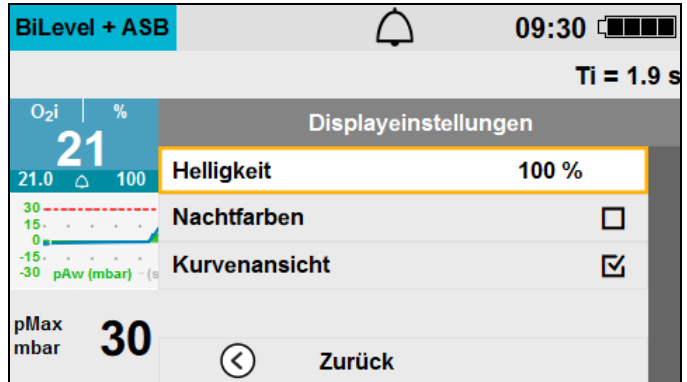 BiLevel + ASB 09:30
Ti = 1.9 s
O₂i %
21
21.0 100
Displayeinstellungen
Helligkeit 100 %
Nachtfarben
Kurvenansicht
30
15
0
-15
-30 pAw (mbar) (s
pMax
mbar 30
Zurück